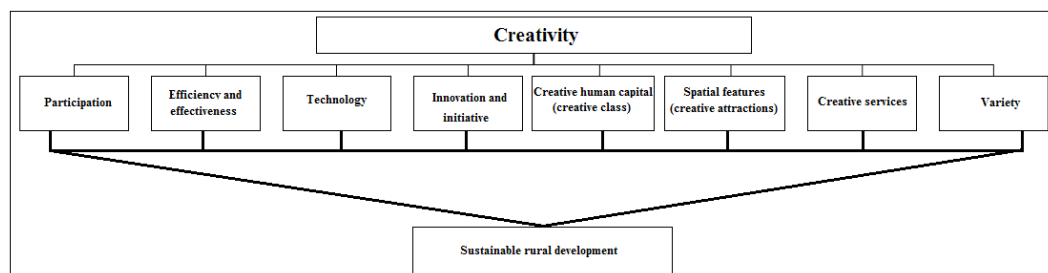 Creativity
Participation
Efficiency and
effectiveness
Technology
Innovation and
initiative
Creative human capital
(creative class)
Spatial features
(creative attractions)
Creative services
Variety
Sustainable rural development